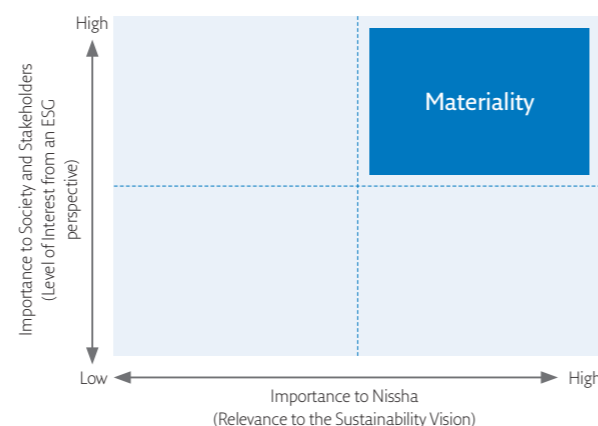 High
Importance to Society and Stakeholders
(Level of Interest from an ESG
perspective)
Materiality
Low
High
Importance to Nissha
(Relevance to the Sustainability Vision)